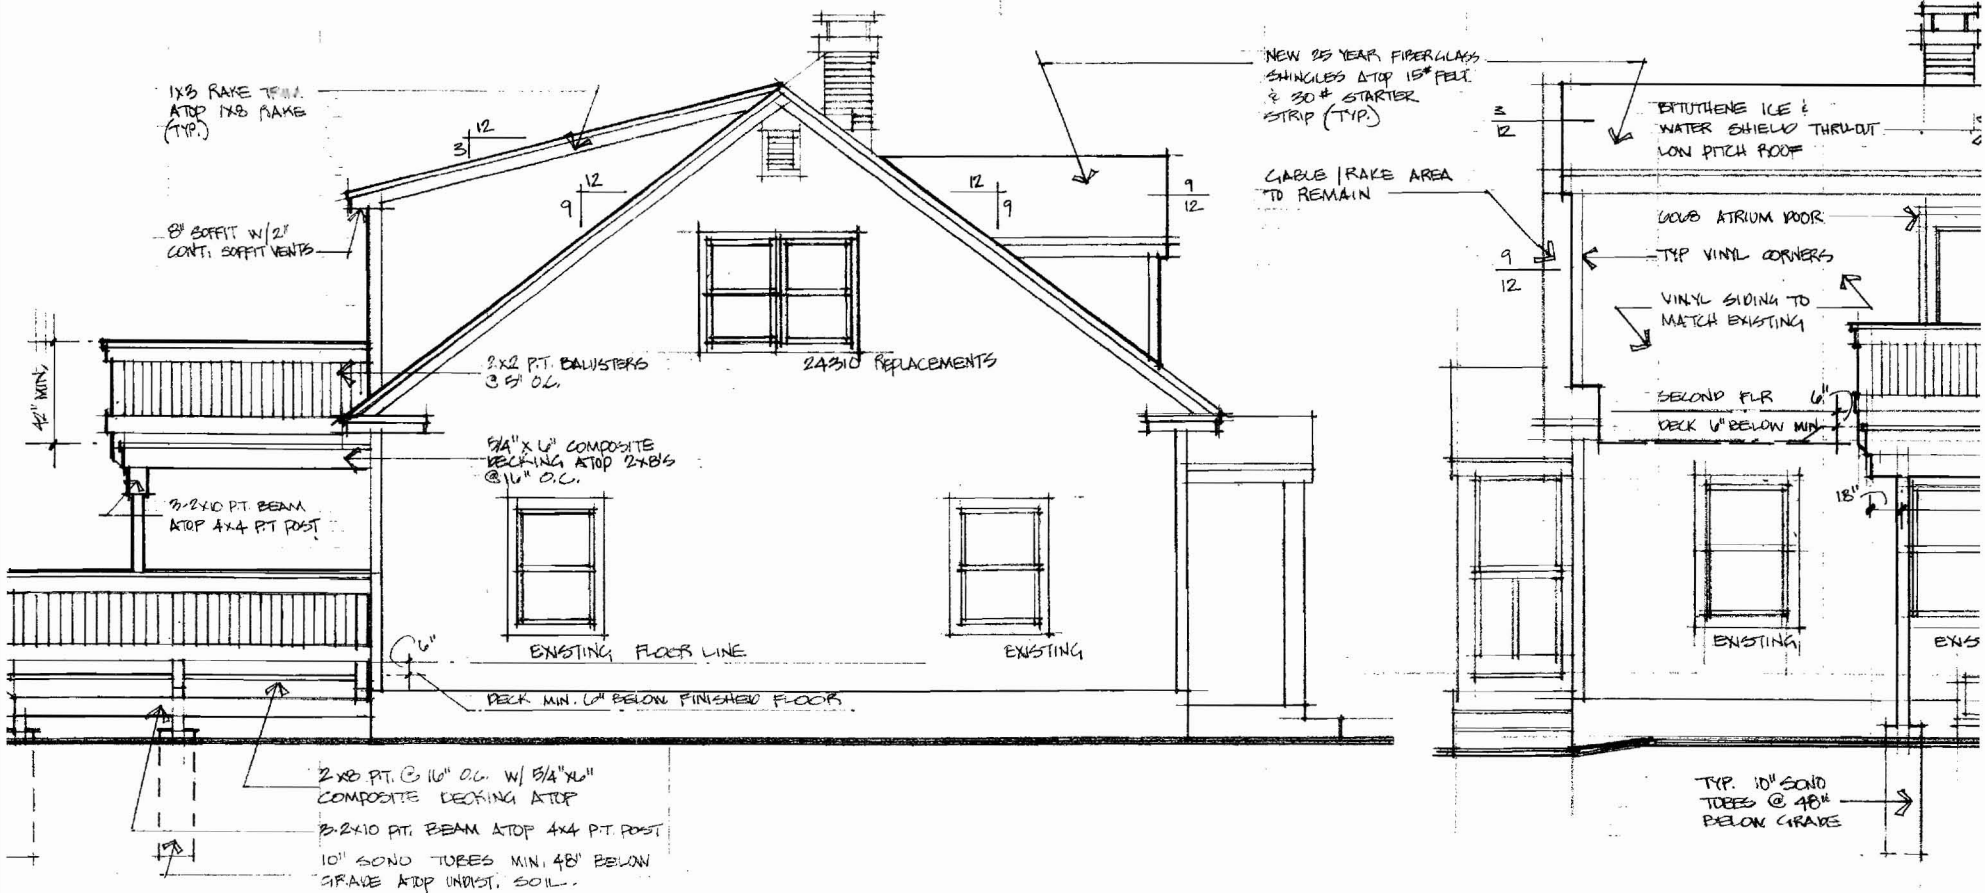 1X3 RAKE TRIM
ATOP 1X8 RAKE
(TYP.)
12
3
8" SOFFIT W/2"
CONT. SOFFIT VENTS
12
9
12
9
9
12
42" MIN.
2X2 P.T. BALUSTERS
@ 5" O.C.
24310 REPLACEMENTS
5/4" X 6" COMPOSITE
DECKING ATOP 2X8'S
@ 16" O.C.
3-2X10 P.T. BEAM
ATOP 4X4 P.T POST
EXISTING FLOOR LINE
EXISTING
6"
DECK MIN. 6" BELOW FINISHED FLOOR
2X8 P.T. @ 16" O.C. W/ 5/4"X6"
COMPOSITE DECKING ATOP
3-2X10 P.T. BEAM ATOP 4X4 P.T. POST
10" SONO TUBES MIN. 48" BELOW
GRADE ATOP UNDIST. SOIL.
NEW 25 YEAR FIBERGLASS
SHINGLES ATOP 15# FELT
& 30# STARTER
STRIP (TYP.)
GABLE / RAKE AREA
TO REMAIN
3
12
BITUTHENE ICE &
WATER SHIELD THRU-OUT
LOW PITCH ROOF
6068 ATRIUM DOOR
TYP VINYL CORNERS
9
12
VINYL SIDING TO
MATCH EXISTING
SECOND FLR 6"
DECK 6" BELOW MIN.
18"
EXISTING
EXIS
TYP. 10" SONO
TUBES @ 48"
BELOW GRADE